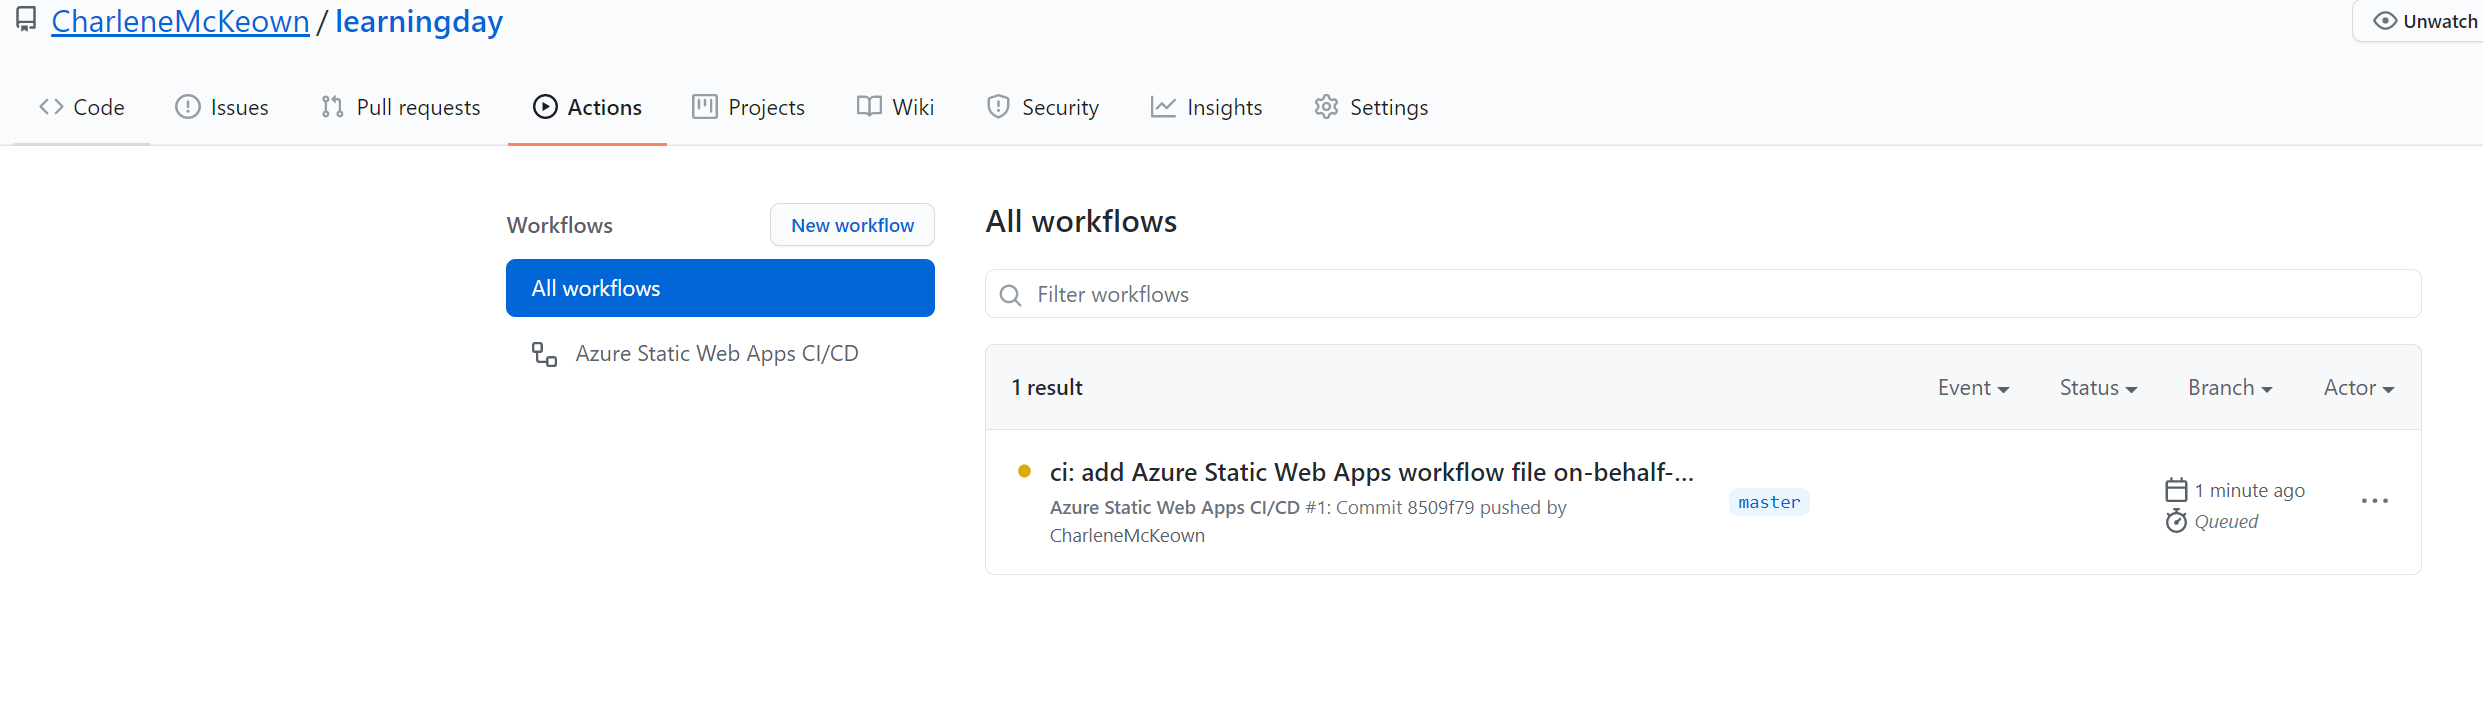 CharleneMcKeown / learningday
Unwatch
Code Issues Pull requests Actions Projects Wiki Security Insights Settings
Workflows
New workflow
All workflows
Azure Static Web Apps CI/CD
All workflows
Filter workflows
1 result
Event Status Branch Actor
ci: add Azure Static Web Apps workflow file on-behalf-...
Azure Static Web Apps CI/CD #1: Commit 8509f79 pushed by
CharleneMcKeown
master
1 minute ago
Queued